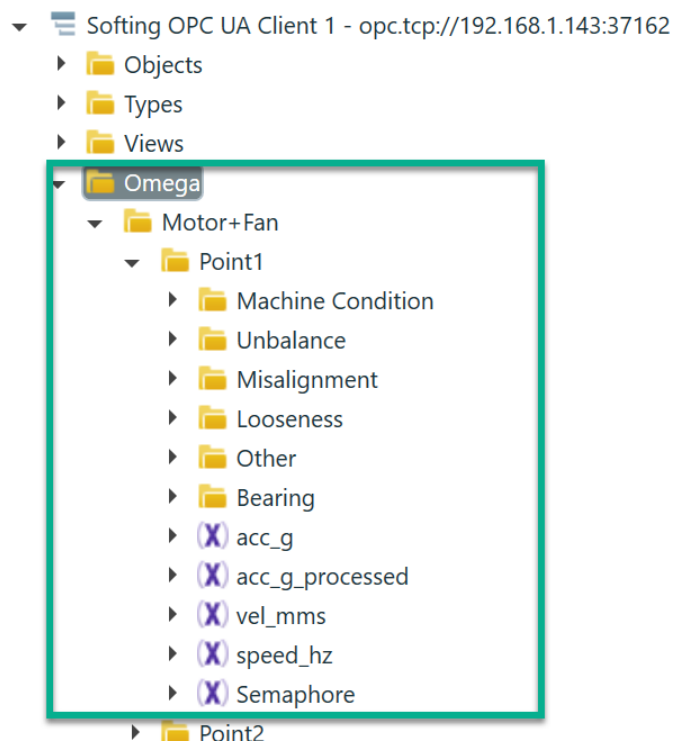 Softing OPC UA Client 1 - opc.tcp://192.168.1.143:37162
Objects
Types
Views
Omega
Motor+Fan
Point1
Machine Condition
Unbalance
Misalignment
Looseness
Other
Bearing
(X) acc_g
(X) acc_g_processed
(X) vel_mms
(X) speed_hz
(X) Semaphore
Point2